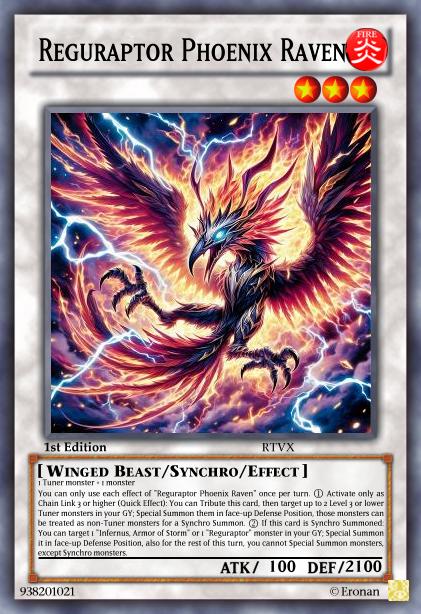 REGURAPTOR PHOENIX RAVEN
FIRE
炎
1st Edition RTVX
[ WINGED BEAST/SYNCHRO/EFFECT ]
1 Tuner monster + 1 monster
You can only use each effect of "Reguraptor Phoenix Raven" once per turn. ① Activate only as
Chain Link 3 or higher (Quick Effect): You can Tribute this card, then target up to 2 Level 3 or lower
Tuner monsters in your GY; Special Summon them in face-up Defense Position, those monsters can
be treated as non-Tuner monsters for a Synchro Summon. ② If this card is Synchro Summoned:
You can target 1 "Infernus, Armor of Storm" or 1 "Reguraptor" monster in your GY; Special Summon
it in face-up Defense Position, also for the rest of this turn, you cannot Special Summon monsters,
except Synchro monsters.
ATK/ 100 DEF/2100
938201021 © Eronan